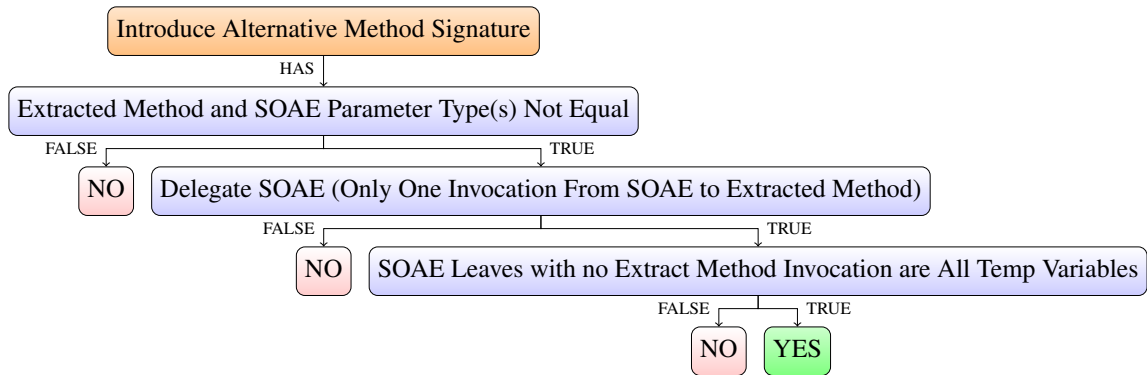 Introduce Alternative Method Signature
HAS
Extracted Method and SOAE Parameter Type(s) Not Equal
FALSE TRUE
NO Delegate SOAE (Only One Invocation From SOAE to Extracted Method)
FALSE TRUE
NO SOAE Leaves with no Extract Method Invocation are All Temp Variables
FALSE TRUE
NO YES